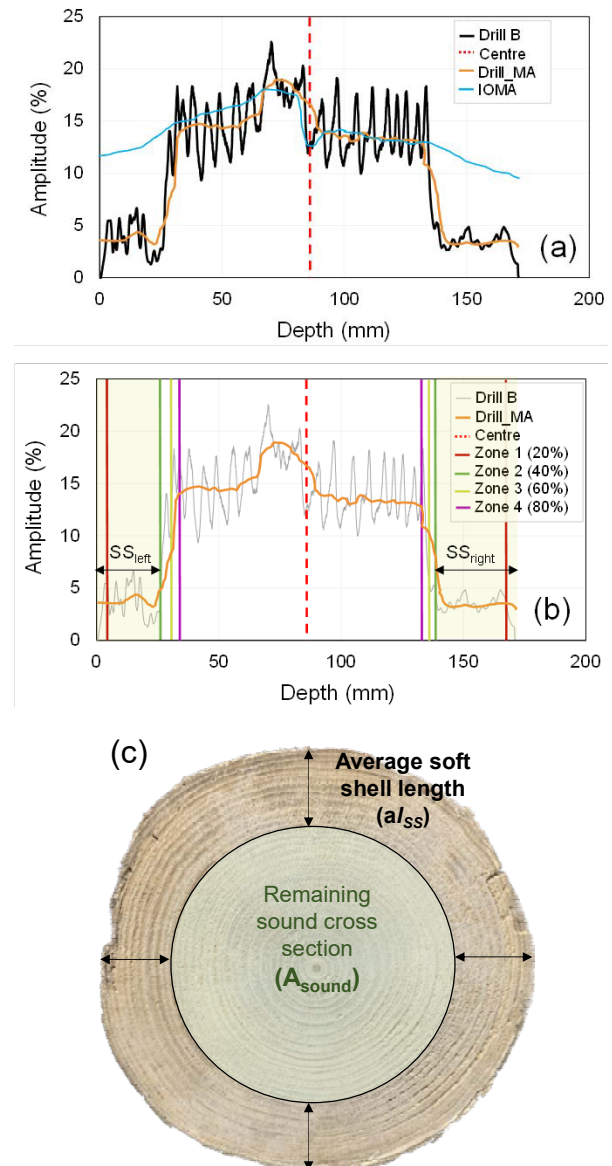 25
20
15
10
5
0
Amplitude (%)
Drill B
Centre
Drill_MA
IOMA
(a)
0 50 100 150 200
Depth (mm)
25
20
15
10
5
0
Amplitude (%)
Drill B
Drill_MA
Centre
Zone 1 (20%)
Zone 2 (40%)
Zone 3 (60%)
Zone 4 (80%)
SSleft
SSright
(b)
0 50 100 150 200
Depth (mm)
(c)
Average soft
shell length
(alSS)
Remaining
sound cross
section
(Asound)